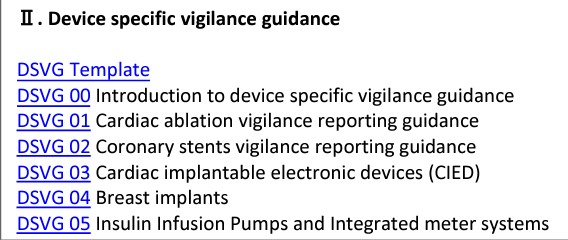 Ⅱ. Device specific vigilance guidance
DSVG Template
DSVG 00 Introduction to device specific vigilance guidance
DSVG 01 Cardiac ablation vigilance reporting guidance
DSVG 02 Coronary stents vigilance reporting guidance
DSVG 03 Cardiac implantable electronic devices (CIED)
DSVG 04 Breast implants
DSVG 05 Insulin Infusion Pumps and Integrated meter systems